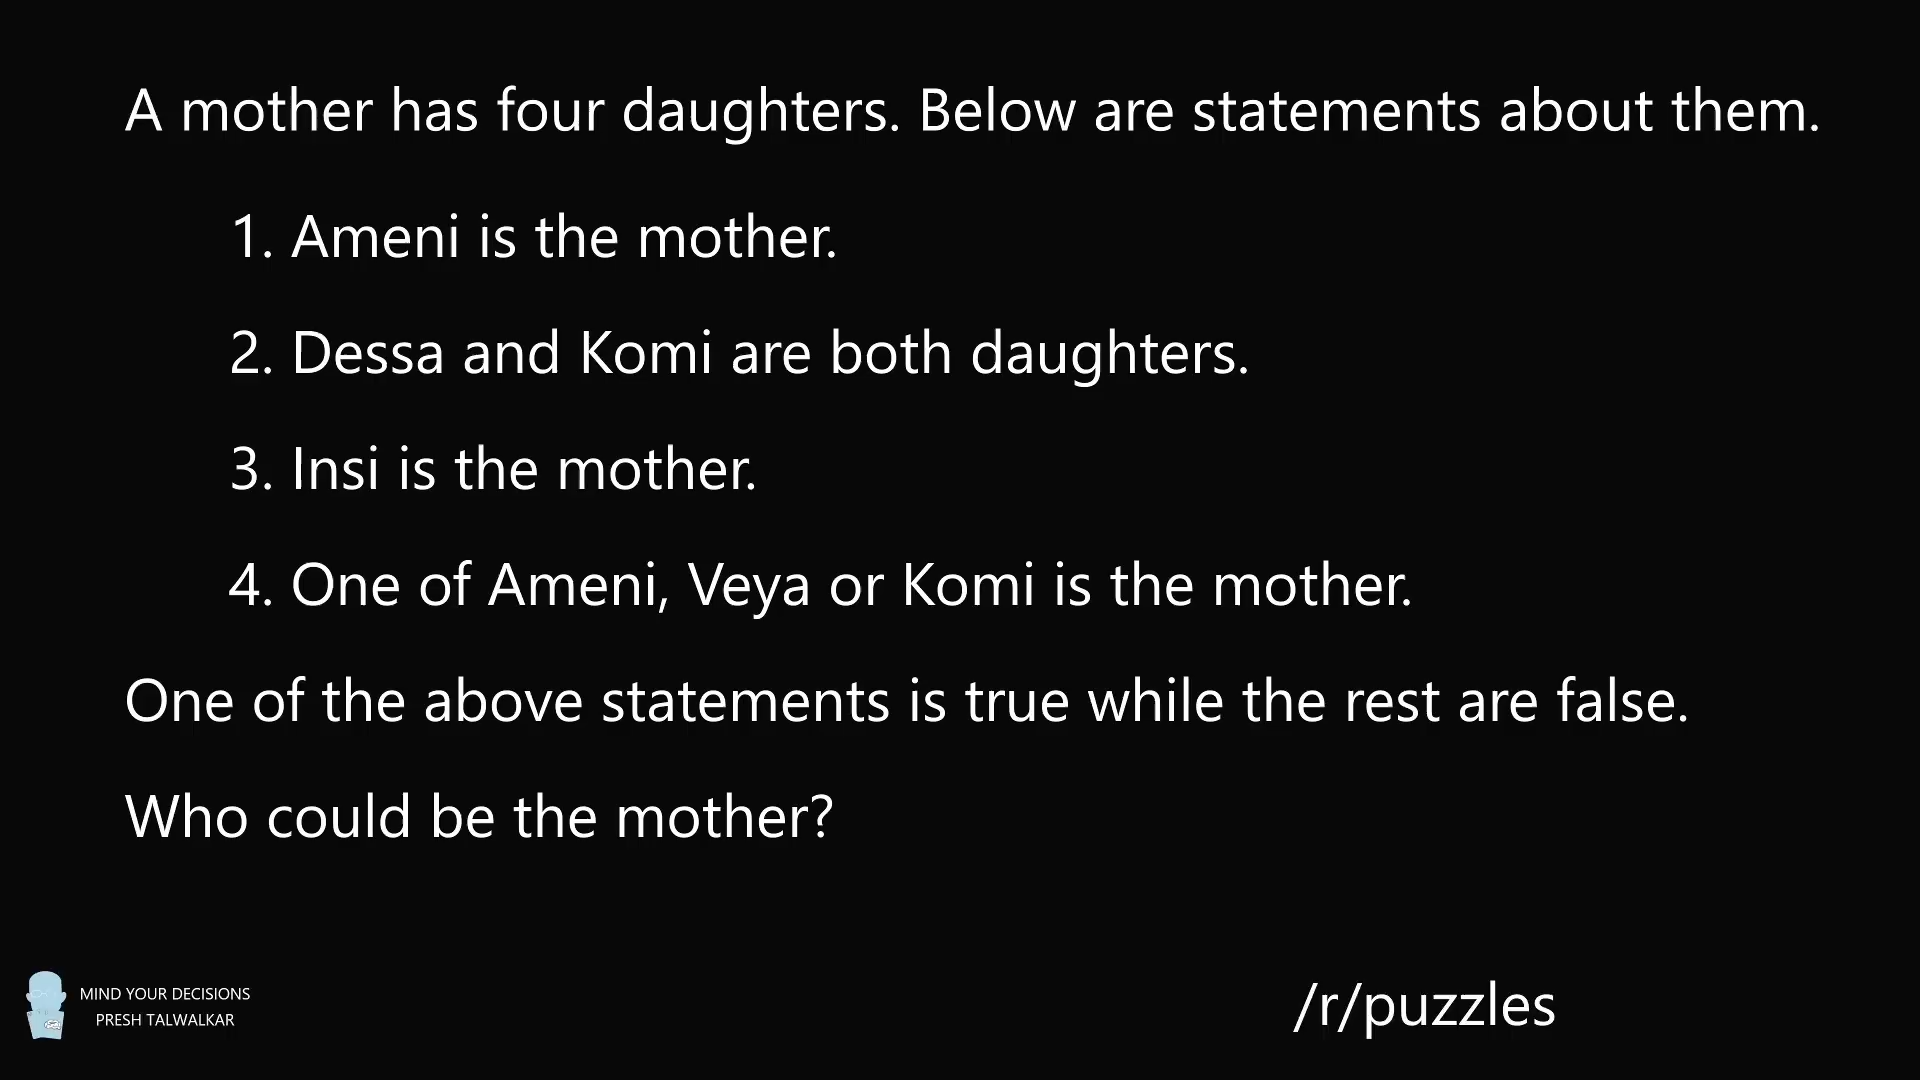 A mother has four daughters. Below are statements about them.
1. Ameni is the mother.
2. Dessa and Komi are both daughters.
3. Insi is the mother.
4. One of Ameni, Veya or Komi is the mother.
One of the above statements is true while the rest are false.
Who could be the mother?
MIND YOUR DECISIONS
PRESH TALWALKAR
/r/puzzles